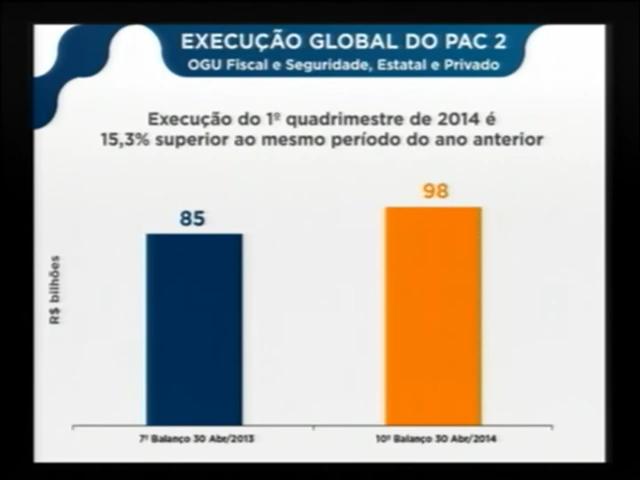 EXECUÇÃO GLOBAL DO PAC 2
OGU Fiscal e Seguridade, Estatal e Privado
Execução do 1º quadrimestre de 2014 é
15,3% superior ao mesmo período do ano anterior
98
85
R$ bilhões
7º Balanço 30 Abr/2013
10º Balanço 30 Abr/2014